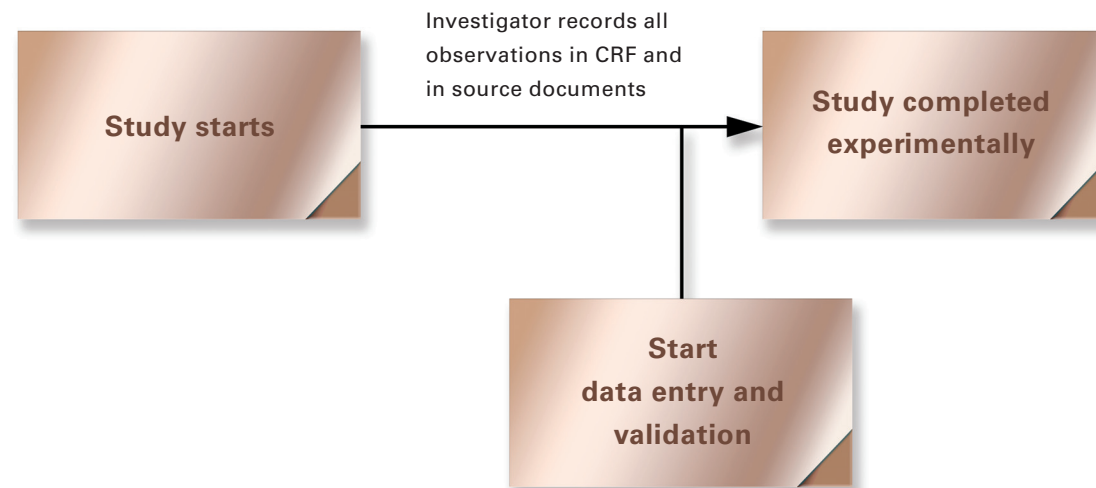 Investigator records all
observations in CRF and
in source documents
Study starts
Study completed
experimentally
Start
data entry and
validation